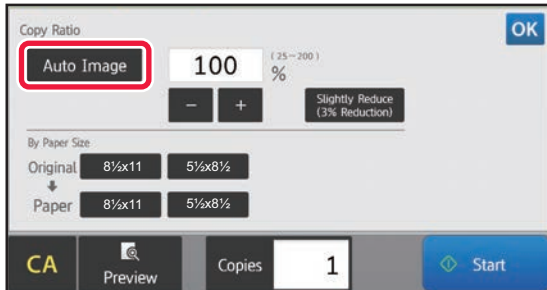 Copy Ratio
OK
Auto Image
100
(25~200)
%
−
+
Slightly Reduce
(3% Reduction)
By Paper Size
Original 8½x11 5½x8½
Paper 8½x11 5½x8½
CA
Preview
Copies
1
Start